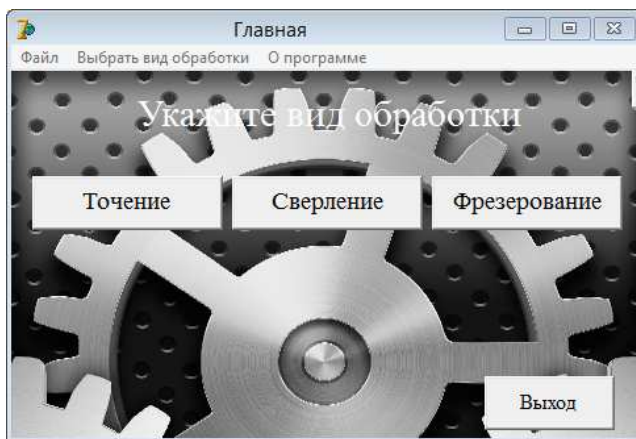 Главная
Файл Выбрать вид обработки О программе
Укажите вид обработки
Точение Сверление Фрезерование
Выход